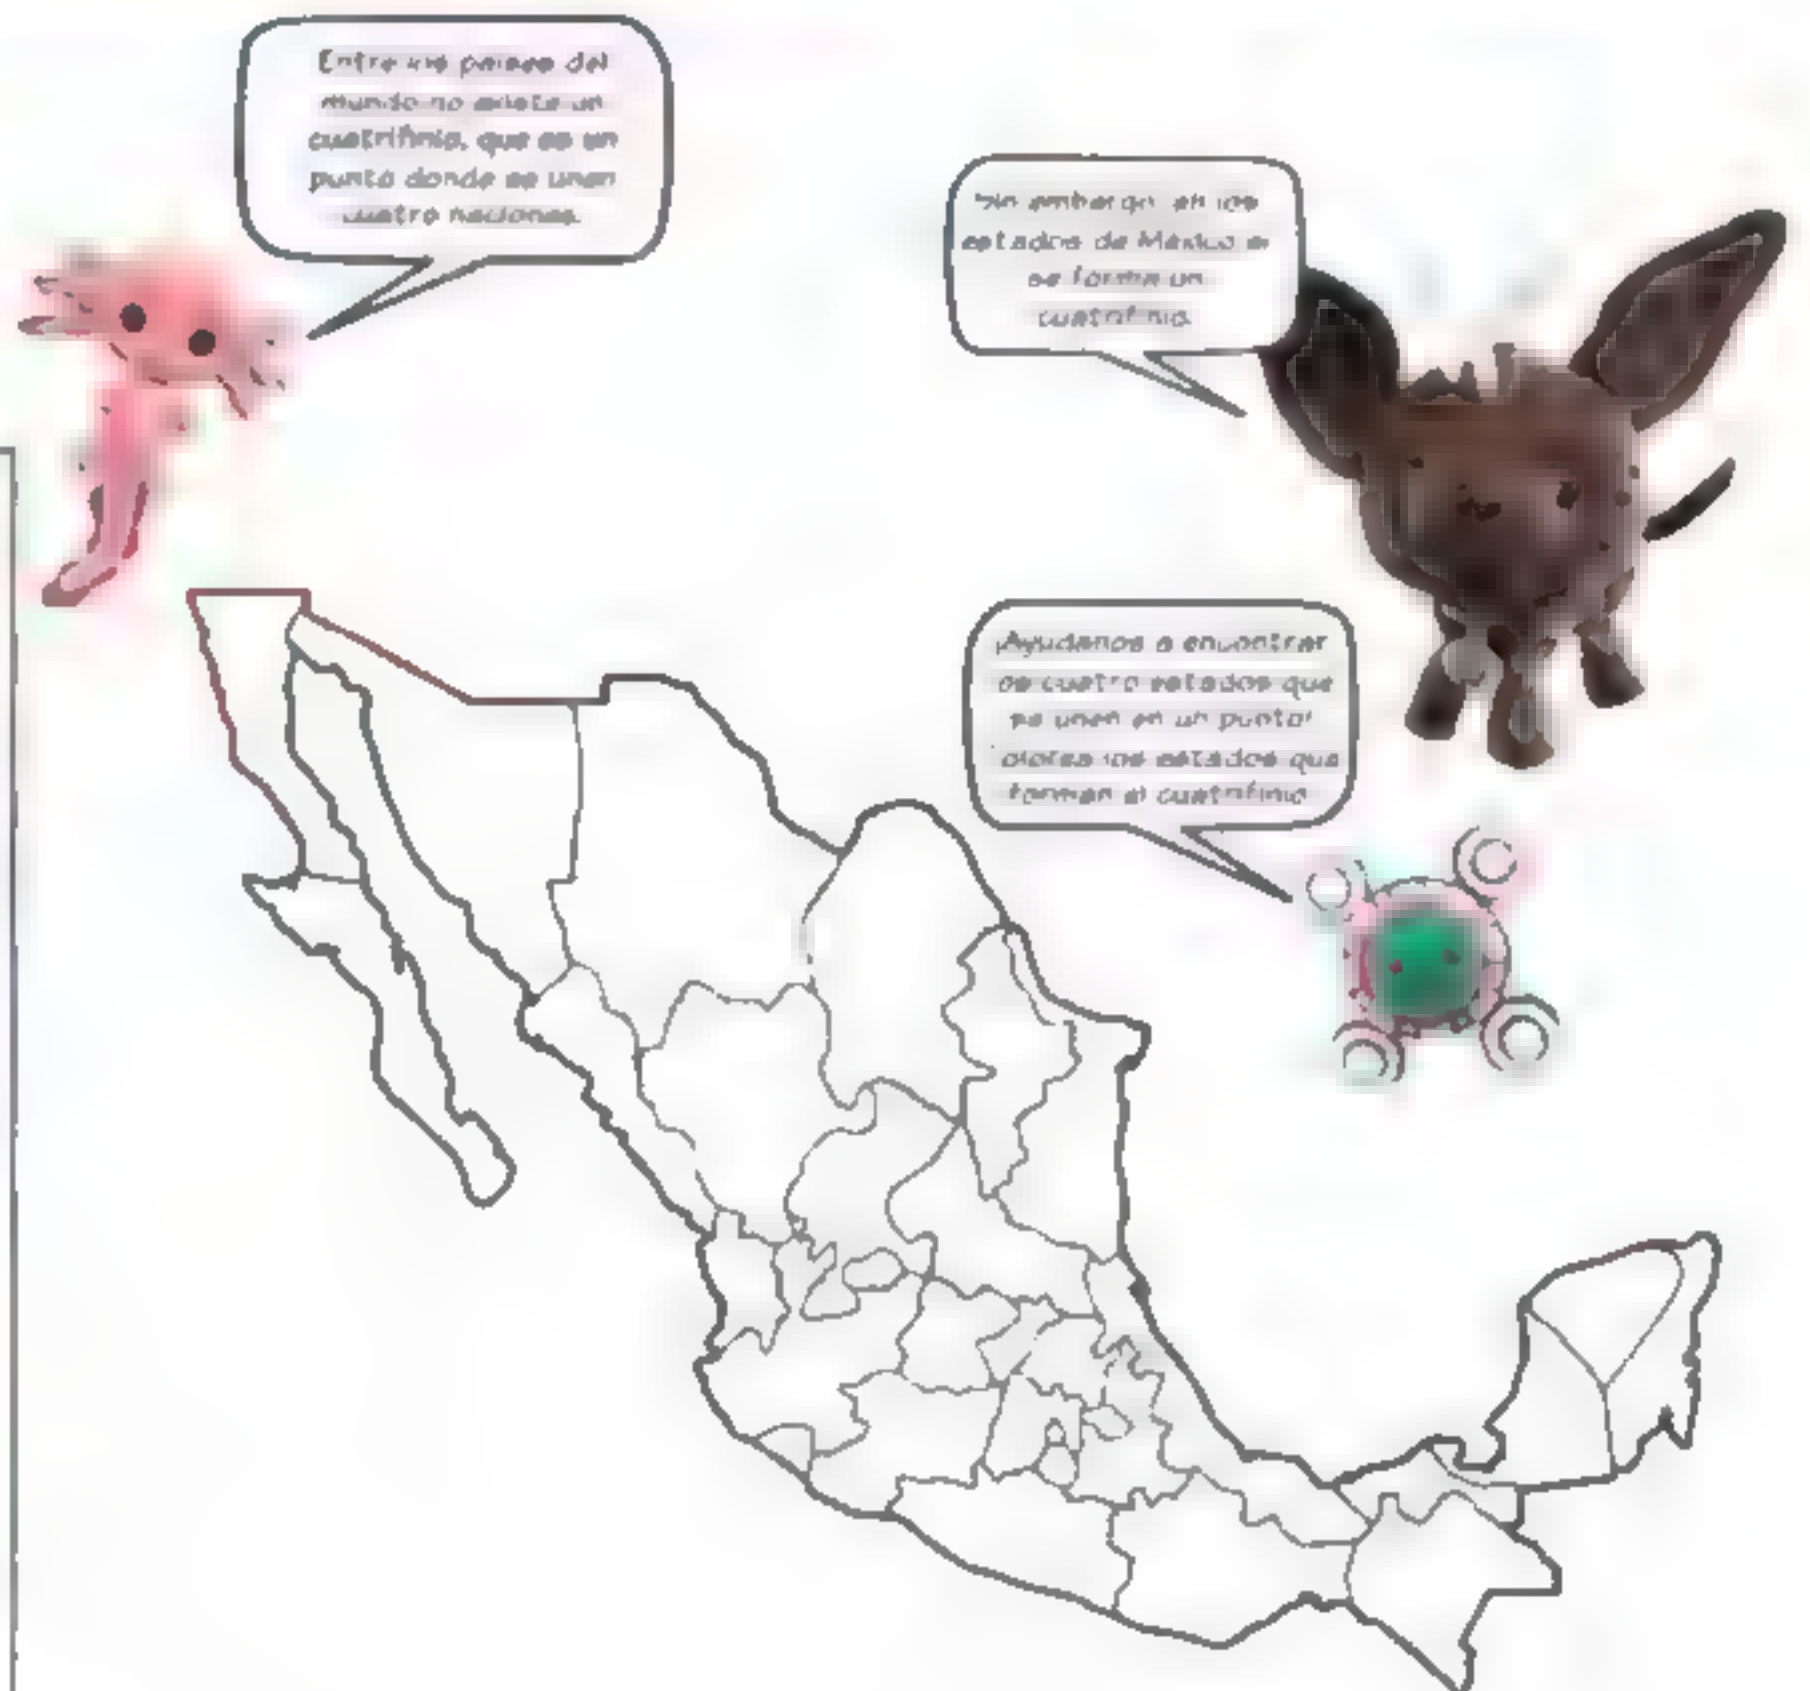 Entre los países del
mundo no existe un
cuatrifinio, que es un
punto donde se unen
cuatro naciones.
Sin embargo, en los
estados de México si
se forma un
cuatrifinio.
¡Ayudanos a encontrar
los cuatro estados que
se unen en un punto!
Colorea los estados que
forman el cuatrifinio